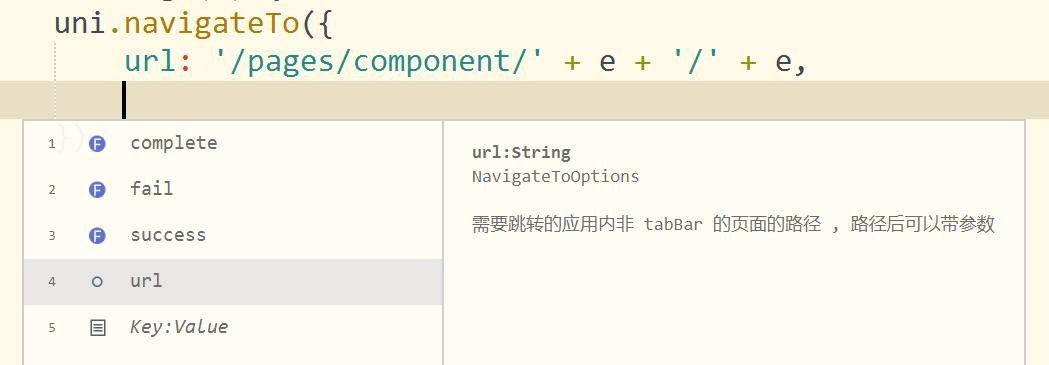 uni.navigateTo({
url: '/pages/component/' + e + '/' + e,
})
1 complete
2 fail
3 success
4 url
5 Key:Value
url:String
NavigateToOptions
需要跳转的应用内非 tabBar 的页面的路径 , 路径后可以带参数